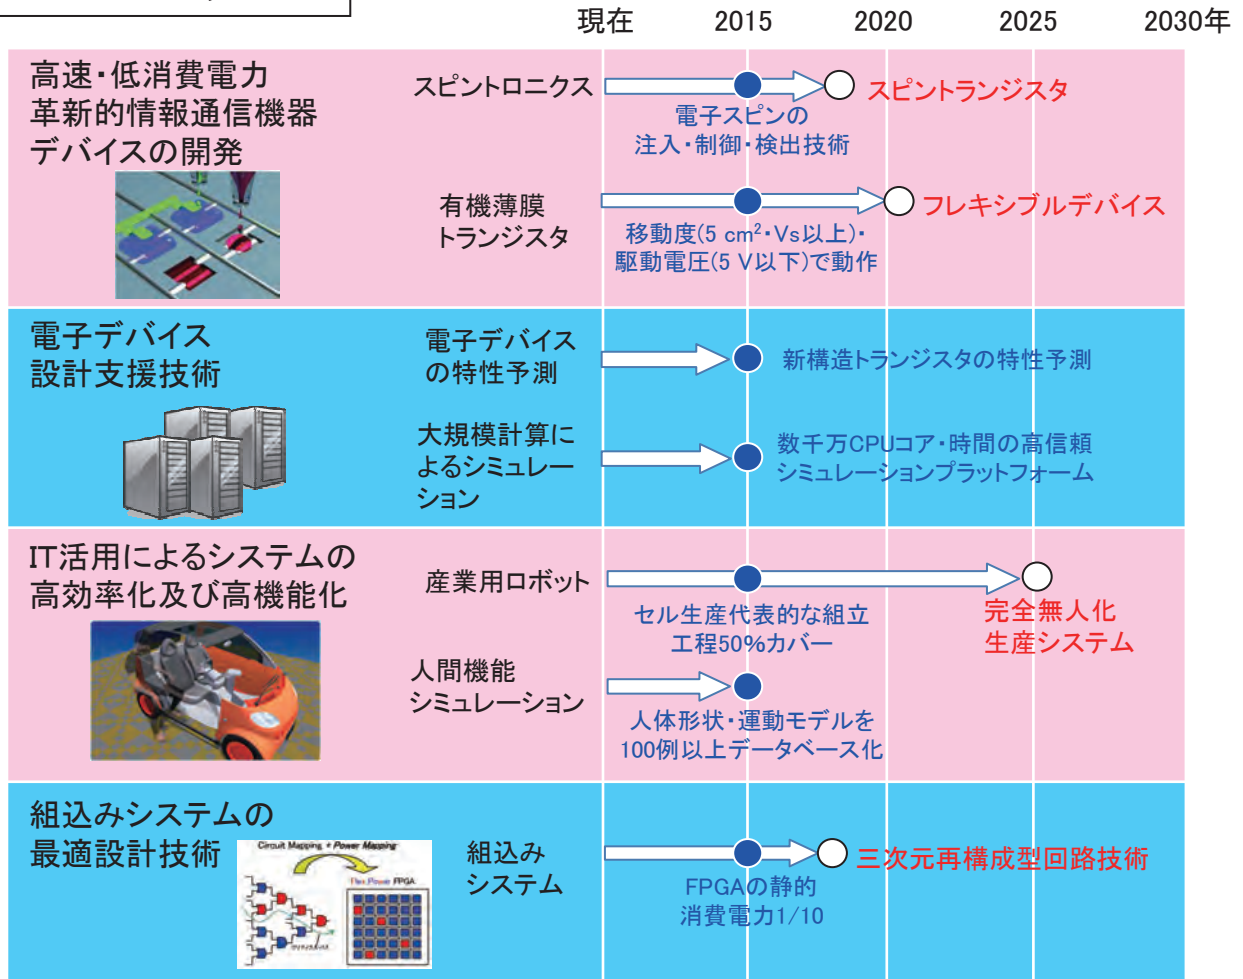 現在 2015 2020 2025 2030年
高速・低消費電力
革新的情報通信機器
デバイスの開発
スピントロニクス
スピントランジスタ
電子スピンの
注入・制御・検出技術
有機薄膜
トランジスタ
フレキシブルデバイス
移動度(5 cm²・Vs以上)・
駆動電圧(5 V以下)で動作
電子デバイス
設計支援技術
電子デバイス
の特性予測
新構造トランジスタの特性予測
大規模計算に
よるシミュレー
ション
数千万CPUコア・時間の高信頼
シミュレーションプラットフォーム
IT活用によるシステムの
高効率化及び高機能化
産業用ロボット
セル生産代表的な組立
工程50%カバー
完全無人化
生産システム
人間機能
シミュレーション
人体形状・運動モデルを
100例以上データベース化
組込みシステムの
最適設計技術
Circuit Mapping + Power Mapping
Flex Power FPGA
組込み
システム
三次元再構成型回路技術
FPGAの静的
消費電力1/10